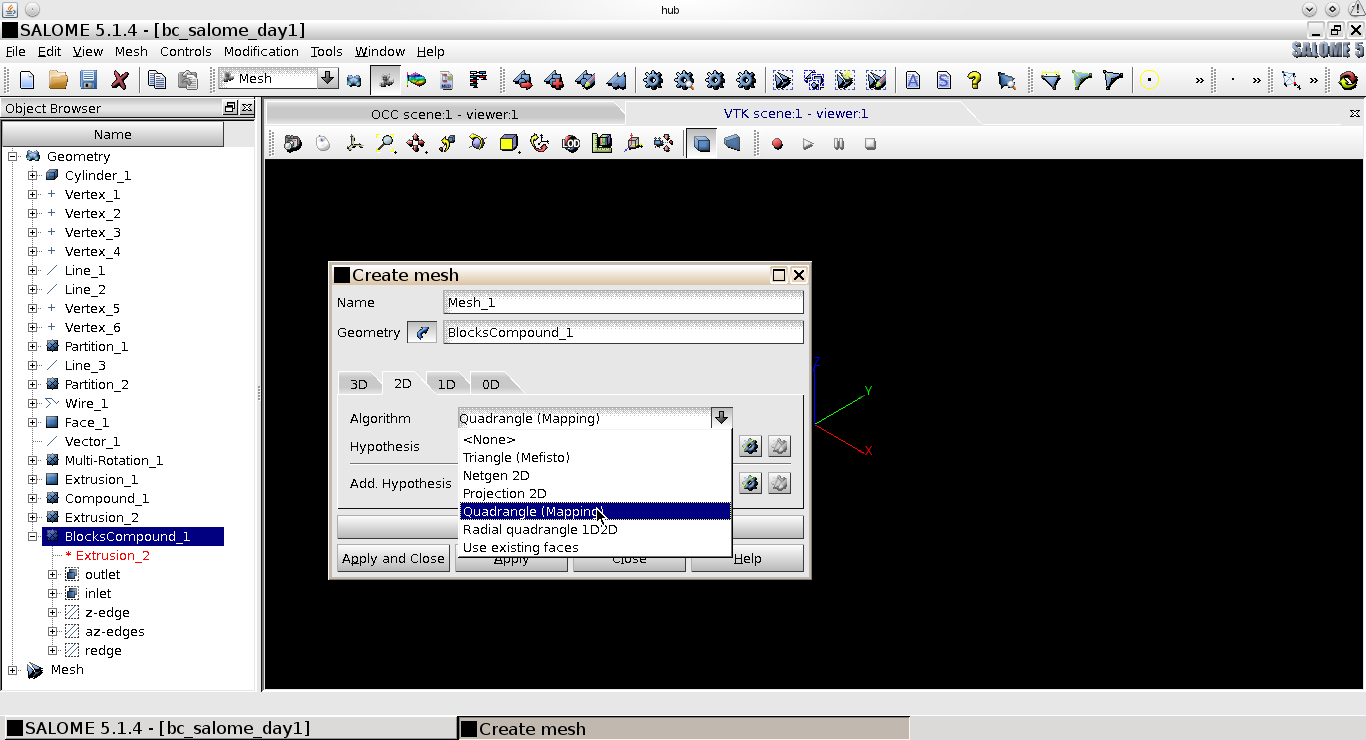 hub
SALOME 5.1.4 - [bc_salome_day1]
File Edit View Mesh Controls Modification Tools Window Help
SALOME 5
Mesh
Object Browser
Name
Geometry
Cylinder_1
Vertex_1
Vertex_2
Vertex_3
Vertex_4
Line_1
Line_2
Vertex_5
Vertex_6
Partition_1
Line_3
Partition_2
Wire_1
Face_1
Vector_1
Multi-Rotation_1
Extrusion_1
Compound_1
Extrusion_2
BlocksCompound_1
* Extrusion_2
outlet
inlet
z-edge
az-edges
redge
Mesh
OCC scene:1 - viewer:1
VTK scene:1 - viewer:1
LOD
Create mesh
Name Mesh_1
Geometry BlocksCompound_1
3D 2D 1D 0D
Algorithm Quadrangle (Mapping)
Hypothesis
Add. Hypothesis
<None>
Triangle (Mefisto)
Netgen 2D
Projection 2D
Quadrangle (Mapping)
Radial quadrangle 1D2D
Use existing faces
Apply and Close Apply Close Help
Z
Y
X
SALOME 5.1.4 - [bc_salome_day1]
Create mesh